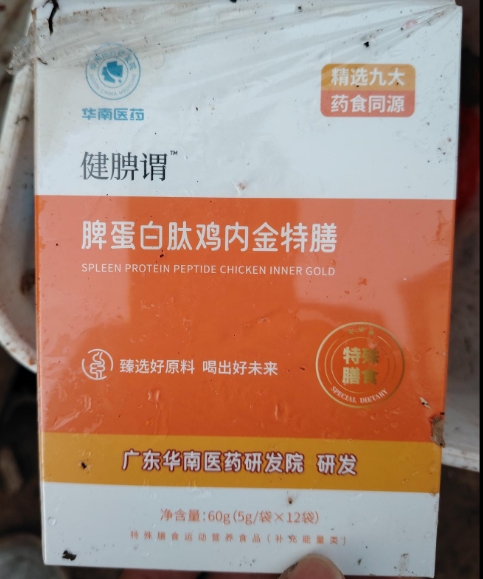 华南医药
精选九大
药食同源
健腗谓™
脾蛋白肽鸡内金特膳
SPLEEN PROTEIN PEPTIDE CHICKEN INNER GOLD
臻选好原料 喝出好未来
特殊
膳食
SPECIAL DIETARY
广东华南医药研发院 研发
净含量:60g(5g/袋×12袋)
特殊膳食运动营养食品(补充能量类)